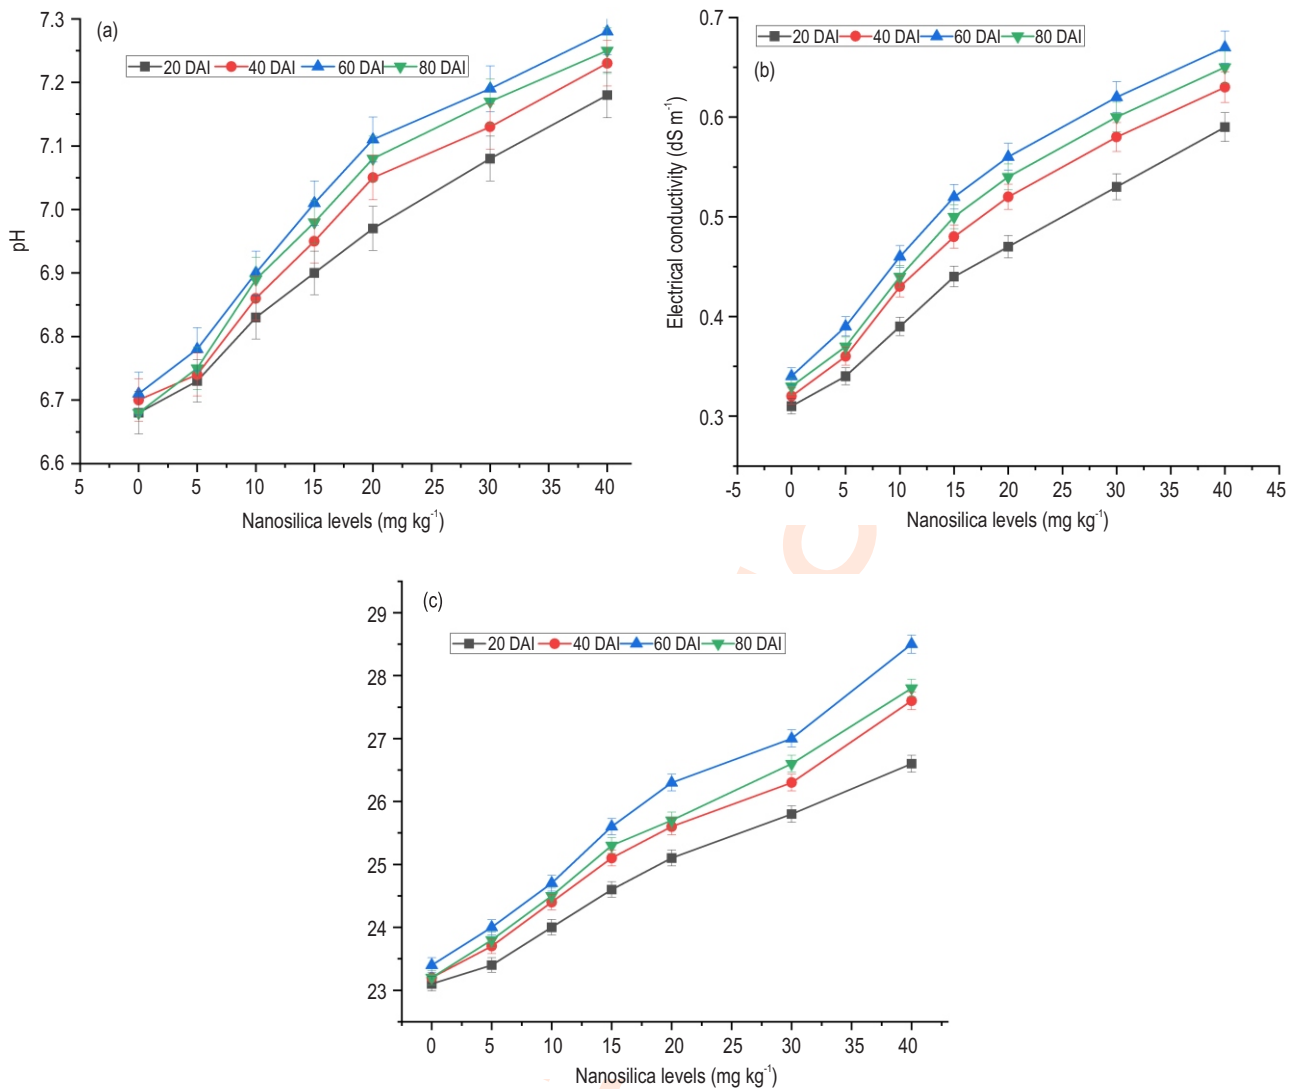 (a)
20 DAI 40 DAI 60 DAI 80 DAI
7.3
7.2
7.1
7.0
6.9
6.8
6.7
6.6
pH
5 0 5 10 15 20 25 30 35 40
Nanosilica levels (mg kg⁻¹)
20 DAI 40 DAI 60 DAI 80 DAI
(b)
0.7
0.6
0.5
0.4
0.3
Electrical conductivity (dS m⁻¹)
-5 0 5 10 15 20 25 30 35 40 45
Nanosilica levels (mg kg⁻¹)
(c)
20 DAI 40 DAI 60 DAI 80 DAI
29
28
27
26
25
24
23
0 5 10 15 20 25 30 35 40
Nanosilica levels (mg kg⁻¹)